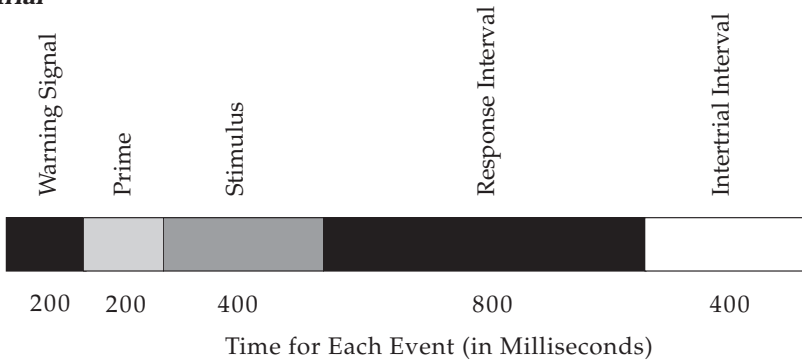 Warning Signal
Prime
Stimulus
Response Interval
Intertrial Interval
200 200 400 800 400
Time for Each Event (in Milliseconds)